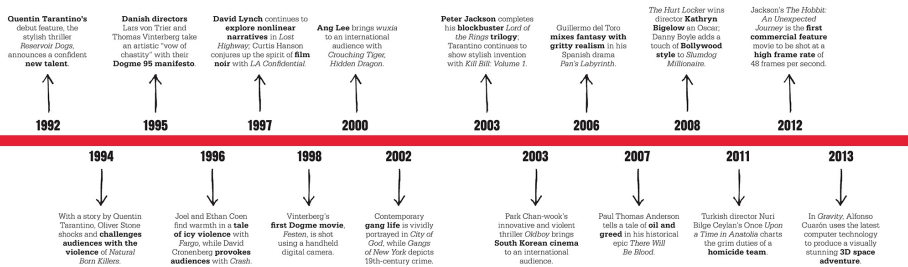 Quentin Tarantino's
debut feature, the
stylish thriller
Reservoir Dogs,
announces a confident
new talent.
Danish directors
Lars von Trier and
Thomas Vinterberg take
an artistic "vow of
chastity" with their
Dogme 95 manifesto.
David Lynch continues to
explore nonlinear
narratives in Lost
Highway; Curtis Hanson
conjures up the spirit of film
noir with LA Confidential.
Ang Lee brings wuxia
to an international
audience with
Crouching Tiger,
Hidden Dragon.
Peter Jackson completes
his blockbuster Lord of
the Rings trilogy;
Tarantino continues to
show stylish invention
with Kill Bill: Volume 1.
Guillermo del Toro
mixes fantasy with
gritty realism in his
Spanish drama
Pan's Labyrinth.
The Hurt Locker wins
director Kathryn
Bigelow an Oscar;
Danny Boyle adds a
touch of Bollywood
style to Slumdog
Millionaire.
Jackson's The Hobbit:
An Unexpected
Journey is the first
commercial feature
movie to be shot at a
high frame rate of
48 frames per second.
1992
1995
1997
2000
2003
2006
2008
2012
1994
1996
1998
2002
2003
2007
2011
2013
With a story by Quentin
Tarantino, Oliver Stone
shocks and challenges
audiences with the
violence of Natural
Born Killers.
Joel and Ethan Coen
find warmth in a tale
of icy violence with
Fargo, while David
Cronenberg provokes
audiences with Crash.
Vinterberg's
first Dogme movie,
Festen, is shot
using a handheld
digital camera.
Contemporary
gang life is vividly
portrayed in City of
God, while Gangs
of New York depicts
19th-century crime.
Park Chan-wook's
innovative and violent
thriller Oldboy brings
South Korean cinema
to an international
audience.
Paul Thomas Anderson
tells a tale of oil and
greed in his historical
epic There Will
Be Blood.
Turkish director Nuri
Bilge Ceylan's Once Upon
a Time in Anatolia charts
the grim duties of a
homicide team.
In Gravity, Alfonso
Cuarón uses the latest
computer technology
to produce a visually
stunning 3D space
adventure.